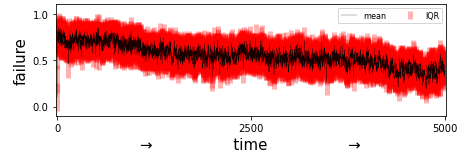 1.0
mean IQR
failure
0.5
0.0
0 2500 5000
→ time →